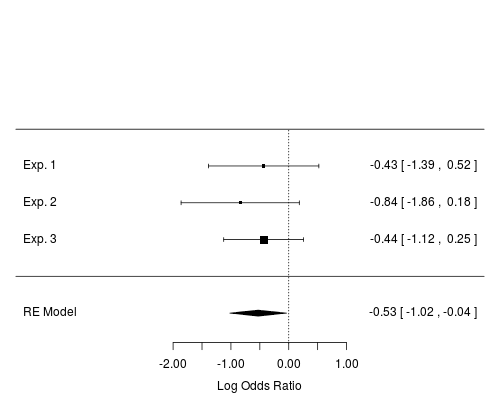 Exp. 1 -0.43 [ -1.39 , 0.52 ]
Exp. 2 -0.84 [ -1.86 , 0.18 ]
Exp. 3 -0.44 [ -1.12 , 0.25 ]
RE Model -0.53 [ -1.02 , -0.04 ]
-2.00 -1.00 0.00 1.00
Log Odds Ratio